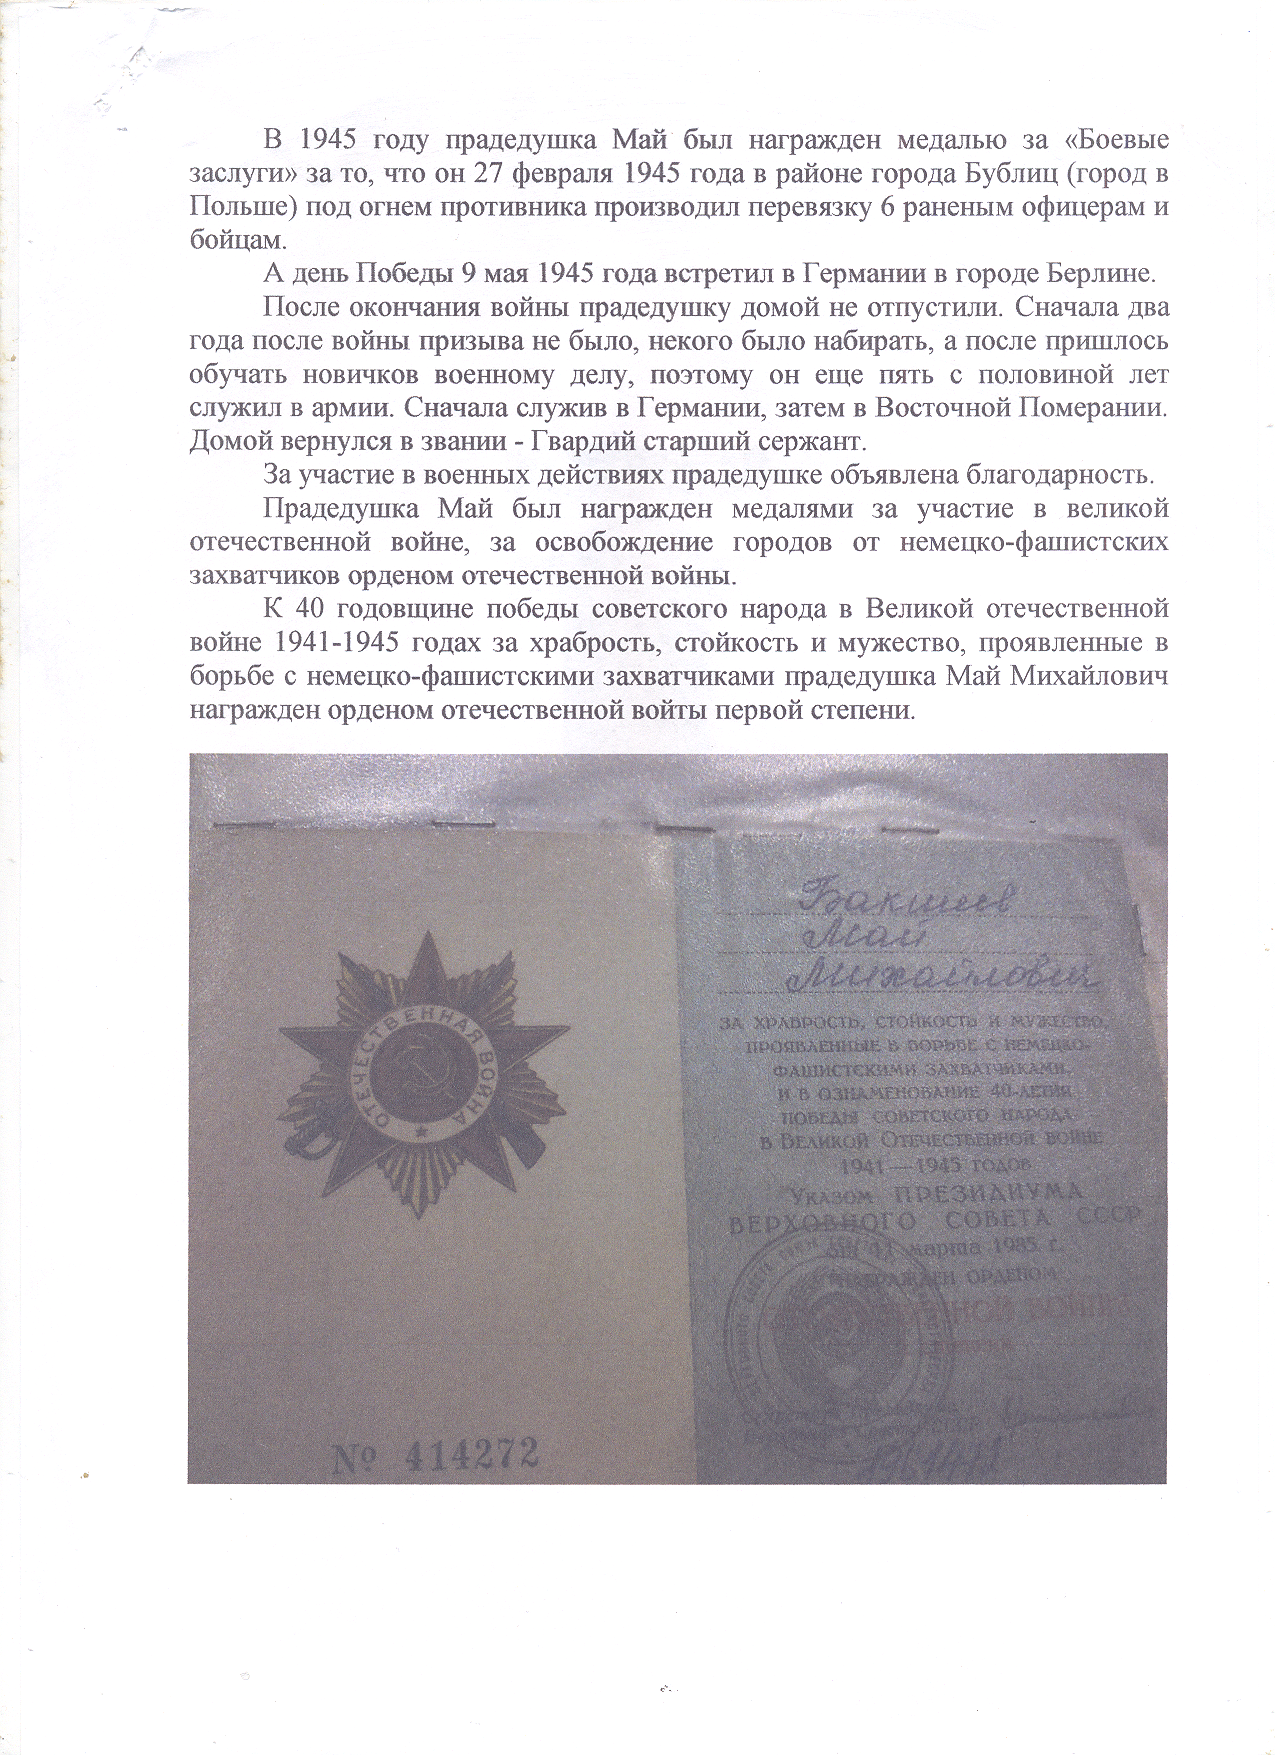 В 1945 году прадедушка Май был награжден медалью за «Боевые
заслуги» за то, что он 27 февраля 1945 года в районе города Бублиц (город в
Польше) под огнем противника производил перевязку 6 раненым офицерам и
бойцам.
А день Победы 9 мая 1945 года встретил в Германии в городе Берлине.
После окончания войны прадедушку домой не отпустили. Сначала два
года после войны призыва не было, некого было набирать, а после пришлось
обучать новичков военному делу, поэтому он еще пять с половиной лет
служил в армии. Сначала служив в Германии, затем в Восточной Померании.
Домой вернулся в звании - Гвардий старший сержант.
За участие в военных действиях прадедушке объявлена благодарность.
Прадедушка Май был награжден медалями за участие в великой
отечественной войне, за освобождение городов от немецко-фашистских
захватчиков орденом отечественной войны.
К 40 годовщине победы советского народа в Великой отечественной
войне 1941-1945 годах за храбрость, стойкость и мужество, проявленные в
борьбе с немецко-фашистскими захватчиками прадедушка Май Михайлович
награжден орденом отечественной войты первой степени.
ОТЕЧЕСТВЕННАЯ ВОЙНА
№ 414272
Бакшеев
Май
Михайлович
ЗА ХРАБРОСТЬ, СТОЙКОСТЬ И МУЖЕСТВО,
ПРОЯВЛЕННЫЕ В БОРЬБЕ С НЕМЕЦКО-
ФАШИСТСКИМИ ЗАХВАТЧИКАМИ,
И В ОЗНАМЕНОВАНИЕ 40-ЛЕТИЯ
ПОБЕДЫ СОВЕТСКОГО НАРОДА
В ВЕЛИКОЙ ОТЕЧЕСТВЕННОЙ ВОЙНЕ
1941—1945 ГОДОВ
УКАЗОМ ПРЕЗИДИУМА
ВЕРХОВНОГО СОВЕТА СССР
от 11 марта 1985 г.
НАГРАЖДЕН ОРДЕНОМ
ВОЙНЫ